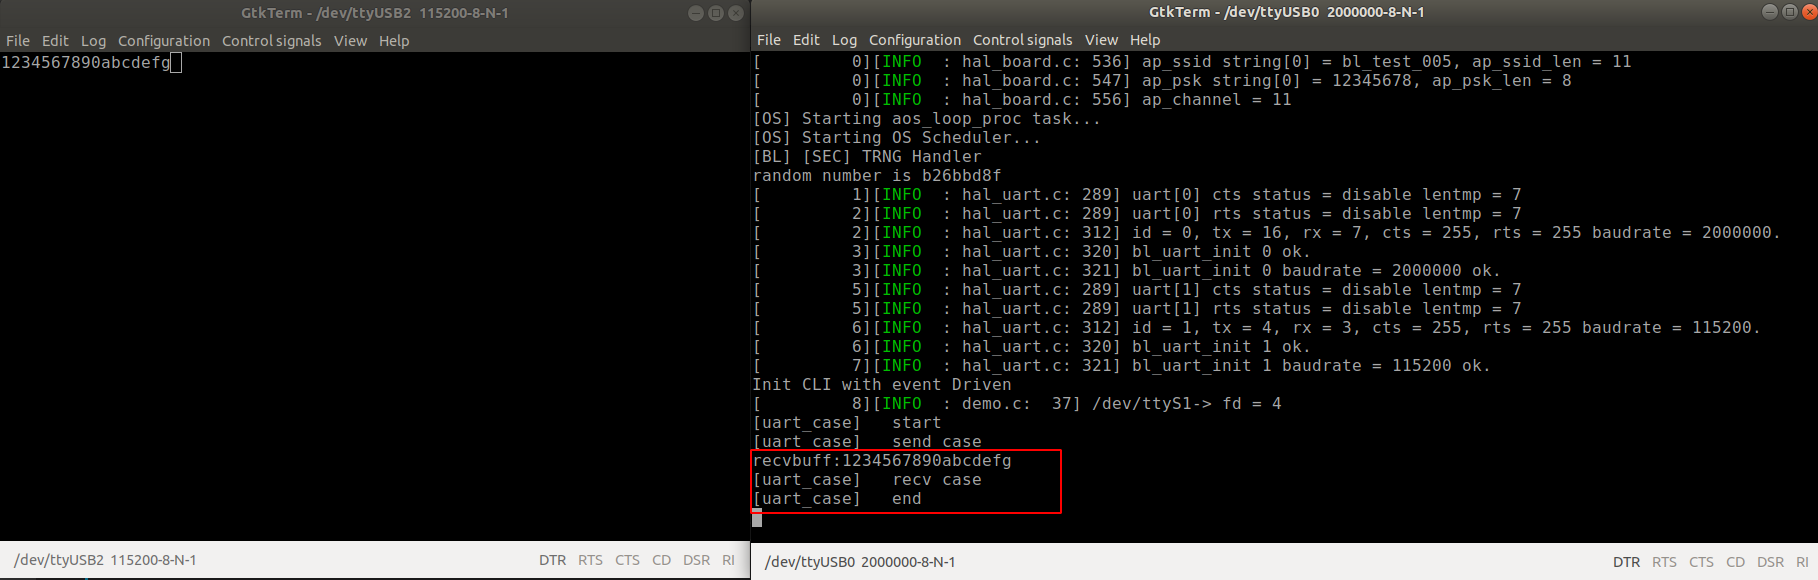 GtkTerm - /dev/ttyUSB2  115200-8-N-1
File  Edit  Log  Configuration  Control signals  View  Help
1234567890abcdefg
/dev/ttyUSB2  115200-8-N-1
DTR  RTS  CTS  CD  DSR  RI
GtkTerm - /dev/ttyUSB0  2000000-8-N-1
File  Edit  Log  Configuration  Control signals  View  Help
[         0][INFO  : hal_board.c: 536] ap_ssid string[0] = bl_test_005, ap_ssid_len = 11
[         0][INFO  : hal_board.c: 547] ap_psk string[0] = 12345678, ap_psk_len = 8
[         0][INFO  : hal_board.c: 556] ap_channel = 11
[OS] Starting aos_loop_proc task...
[OS] Starting OS Scheduler...
[BL] [SEC] TRNG Handler
random number is b26bbd8f
[         1][INFO  : hal_uart.c: 289] uart[0] cts status = disable lentmp = 7
[         2][INFO  : hal_uart.c: 289] uart[0] rts status = disable lentmp = 7
[         2][INFO  : hal_uart.c: 312] id = 0, tx = 16, rx = 7, cts = 255, rts = 255 baudrate = 2000000.
[         3][INFO  : hal_uart.c: 320] bl_uart_init 0 ok.
[         3][INFO  : hal_uart.c: 321] bl_uart_init 0 baudrate = 2000000 ok.
[         5][INFO  : hal_uart.c: 289] uart[1] cts status = disable lentmp = 7
[         5][INFO  : hal_uart.c: 289] uart[1] rts status = disable lentmp = 7
[         6][INFO  : hal_uart.c: 312] id = 1, tx = 4, rx = 3, cts = 255, rts = 255 baudrate = 115200.
[         6][INFO  : hal_uart.c: 320] bl_uart_init 1 ok.
[         7][INFO  : hal_uart.c: 321] bl_uart_init 1 baudrate = 115200 ok.
Init CLI with event Driven
[         8][INFO  : demo.c:  37] /dev/ttyS1-> fd = 4
[uart_case]   start
[uart_case]   send case
recvbuff:1234567890abcdefg
[uart_case]   recv case
[uart_case]   end
/dev/ttyUSB0  2000000-8-N-1
DTR  RTS  CTS  CD  DSR  RI